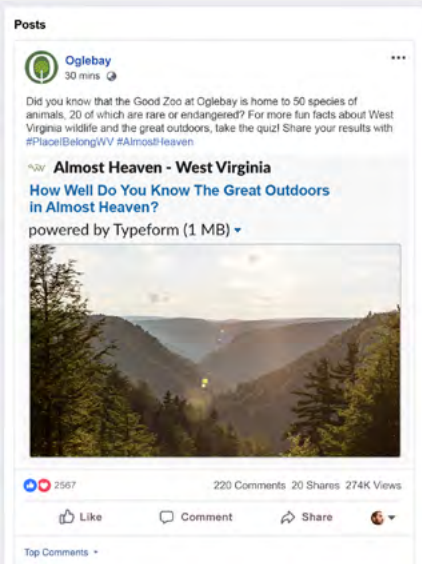 Posts
Oglebay
30 mins
Did you know that the Good Zoo at Oglebay is home to 50 species of
animals, 20 of which are rare or endangered? For more fun facts about West
Virginia wildlife and the great outdoors, take the quiz! Share your results with
#PlaceIBelongWV #AlmostHeaven
Almost Heaven - West Virginia
How Well Do You Know The Great Outdoors
in Almost Heaven?
powered by Typeform (1 MB)
2567 220 Comments 20 Shares 274K Views
Like Comment Share
Top Comments